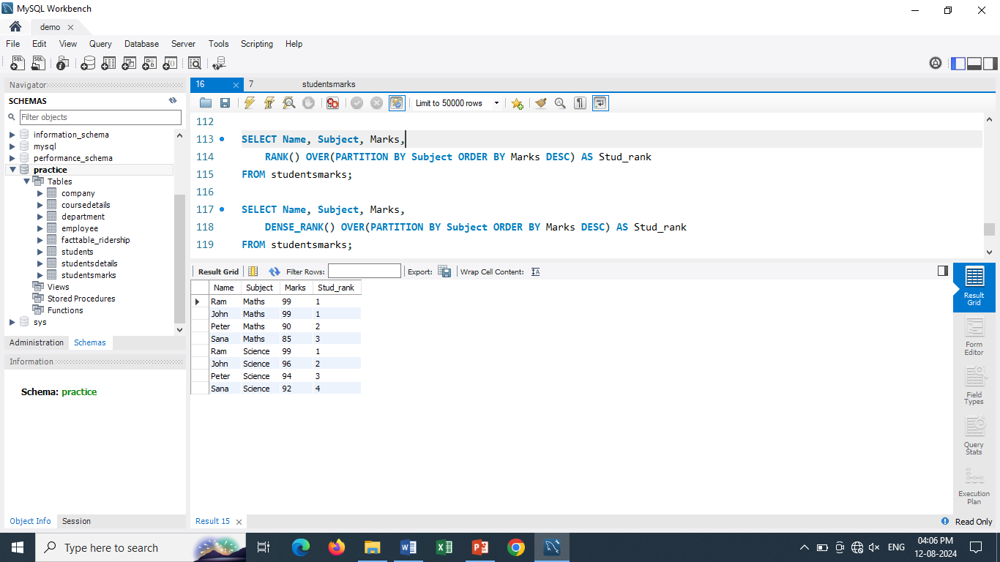 MySQL Workbench
demo
File Edit View Query Database Server Tools Scripting Help
Navigator
SCHEMAS
Filter objects
information_schema
mysql
performance_schema
practice
Tables
company
coursedetails
department
employee
facttable_ridership
students
studentsdetails
studentsmarks
Views
Stored Procedures
Functions
sys
Administration Schemas
Information
Schema: practice
Object Info Session
16 7 studentsmarks
Limit to 50000 rows
112
113 SELECT Name, Subject, Marks,
114 RANK() OVER(PARTITION BY Subject ORDER BY Marks DESC) AS Stud_rank
115 FROM studentsmarks;
116
117 SELECT Name, Subject, Marks,
118 DENSE_RANK() OVER(PARTITION BY Subject ORDER BY Marks DESC) AS Stud_rank
119 FROM studentsmarks;
Result Grid Filter Rows: Export: Wrap Cell Content:
Name Subject Marks Stud_rank
Ram Maths 99 1
John Maths 99 1
Peter Maths 90 2
Sana Maths 85 3
Ram Science 99 1
John Science 96 2
Peter Science 94 3
Sana Science 92 4
Result
Grid
Form
Editor
Field
Types
Query
Stats
Execution
Plan
Result 15
Read Only
Type here to search
ENG
04:06 PM
12-08-2024